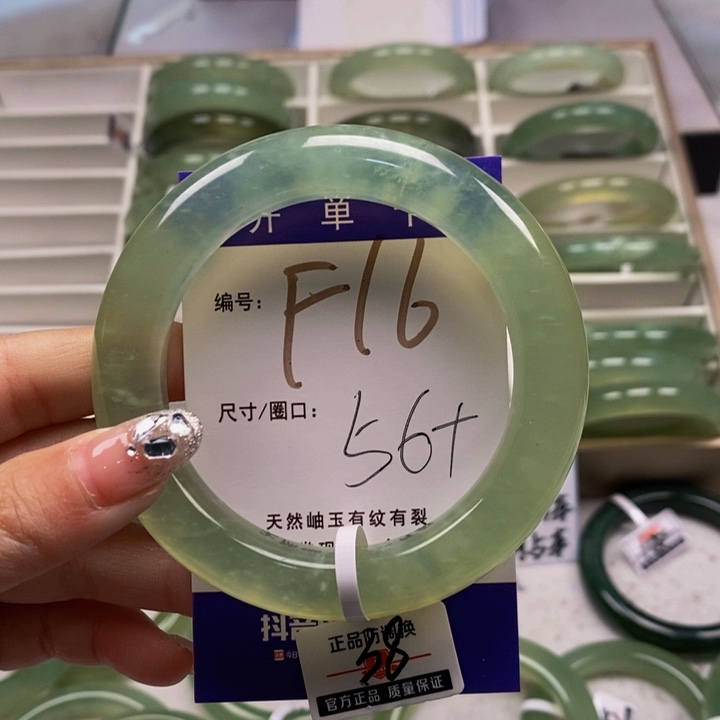 开单卡
编号：
F16
尺寸/圈口：
56+
天然岫玉有纹有裂
抖音
正品防调换
58
官方正品 质量保证